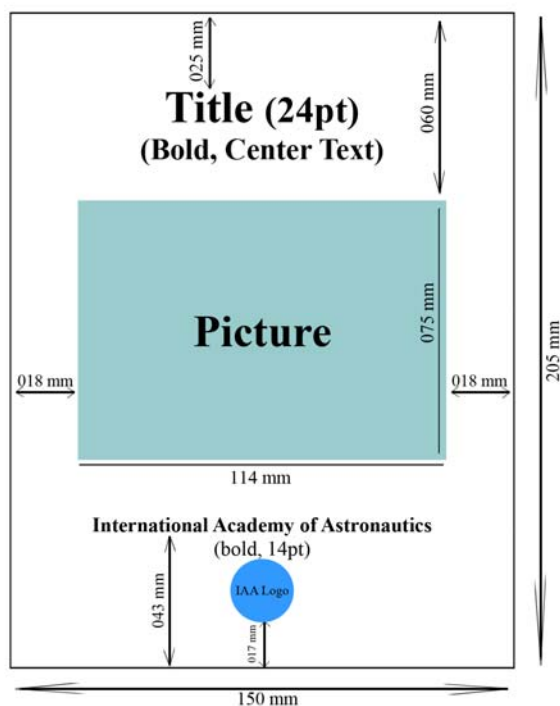 025 mm
060 mm
Title (24pt)
(Bold, Center Text)
Picture
075 mm
018 mm
018 mm
205 mm
114 mm
International Academy of Astronautics
(bold, 14pt)
IAA Logo
043 mm
017 mm
150 mm